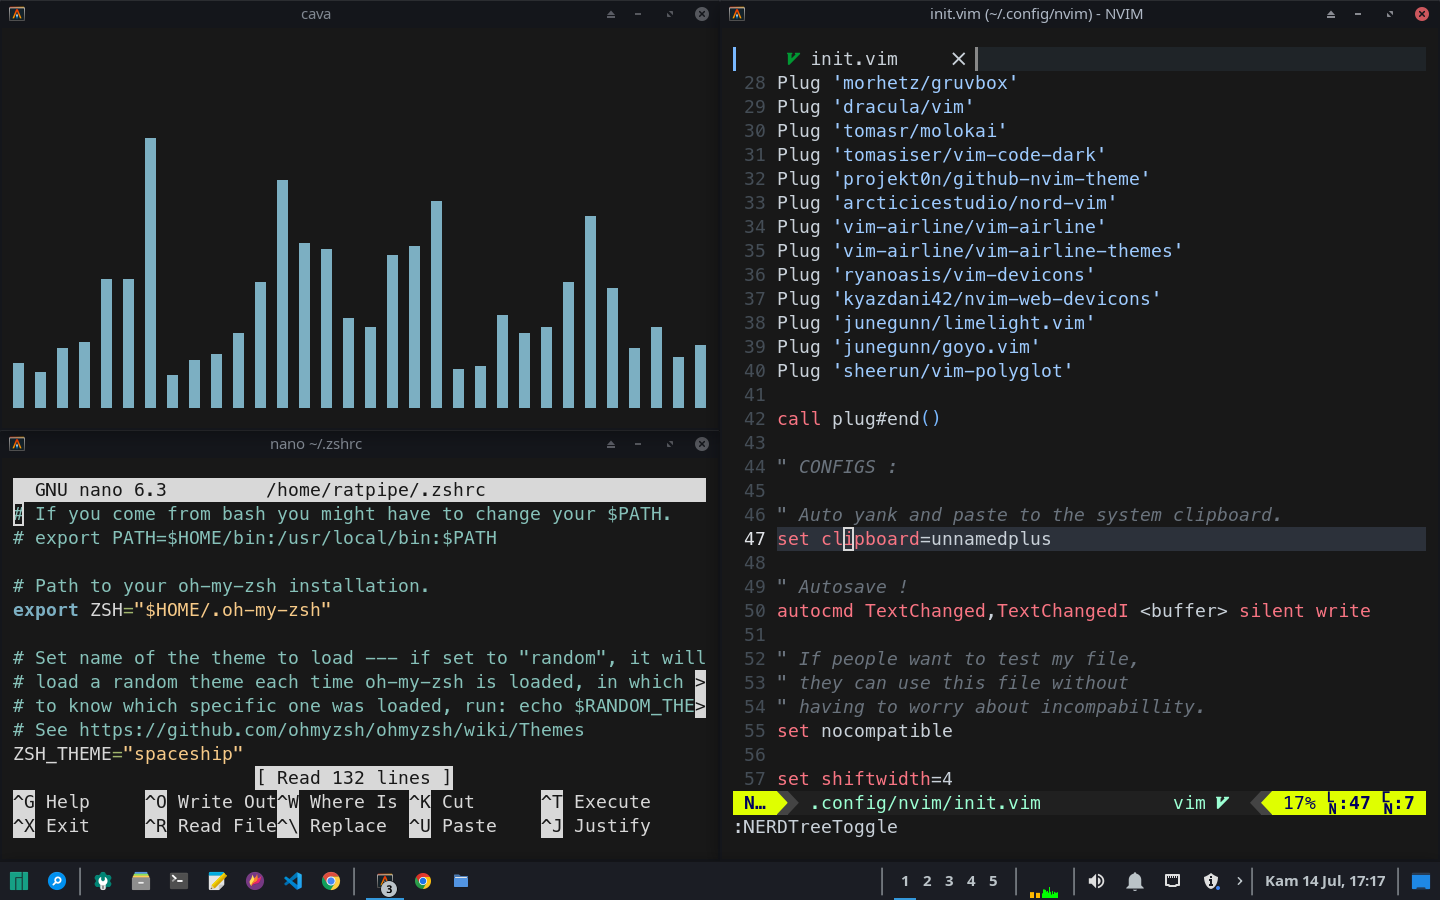 cava
nano ~/.zshrc
GNU nano 6.3 /home/ratpipe/.zshrc
# If you come from bash you might have to change your $PATH.
# export PATH=$HOME/bin:/usr/local/bin:$PATH
# Path to your oh-my-zsh installation.
export ZSH="$HOME/.oh-my-zsh"
# Set name of the theme to load --- if set to "random", it will
# load a random theme each time oh-my-zsh is loaded, in which >
# to know which specific one was loaded, run: echo $RANDOM_THE>
# See https://github.com/ohmyzsh/ohmyzsh/wiki/Themes
ZSH_THEME="spaceship"
[ Read 132 lines ]
^G Help ^O Write Out ^W Where Is ^K Cut ^T Execute
^X Exit ^R Read File ^\ Replace ^U Paste ^J Justify
init.vim (~/.config/nvim) - NVIM
init.vim
28 Plug 'morhetz/gruvbox'
29 Plug 'dracula/vim'
30 Plug 'tomasr/molokai'
31 Plug 'tomasiser/vim-code-dark'
32 Plug 'projekt0n/github-nvim-theme'
33 Plug 'arcticicestudio/nord-vim'
34 Plug 'vim-airline/vim-airline'
35 Plug 'vim-airline/vim-airline-themes'
36 Plug 'ryanoasis/vim-devicons'
37 Plug 'kyazdani42/nvim-web-devicons'
38 Plug 'junegunn/limelight.vim'
39 Plug 'junegunn/goyo.vim'
40 Plug 'sheerun/vim-polyglot'
41
42 call plug#end()
43
44 " CONFIGS :
45
46 " Auto yank and paste to the system clipboard.
47 set clipboard=unnamedplus
48
49 " Autosave !
50 autocmd TextChanged,TextChangedI <buffer> silent write
51
52 " If people want to test my file,
53 " they can use this file without
54 " having to worry about incompabillity.
55 set nocompatible
56
57 set shiftwidth=4
N… .config/nvim/init.vim vim 17% LN:47 CN:7
:NERDTreeToggle
3
1 2 3 4 5
Kam 14 Jul, 17:17